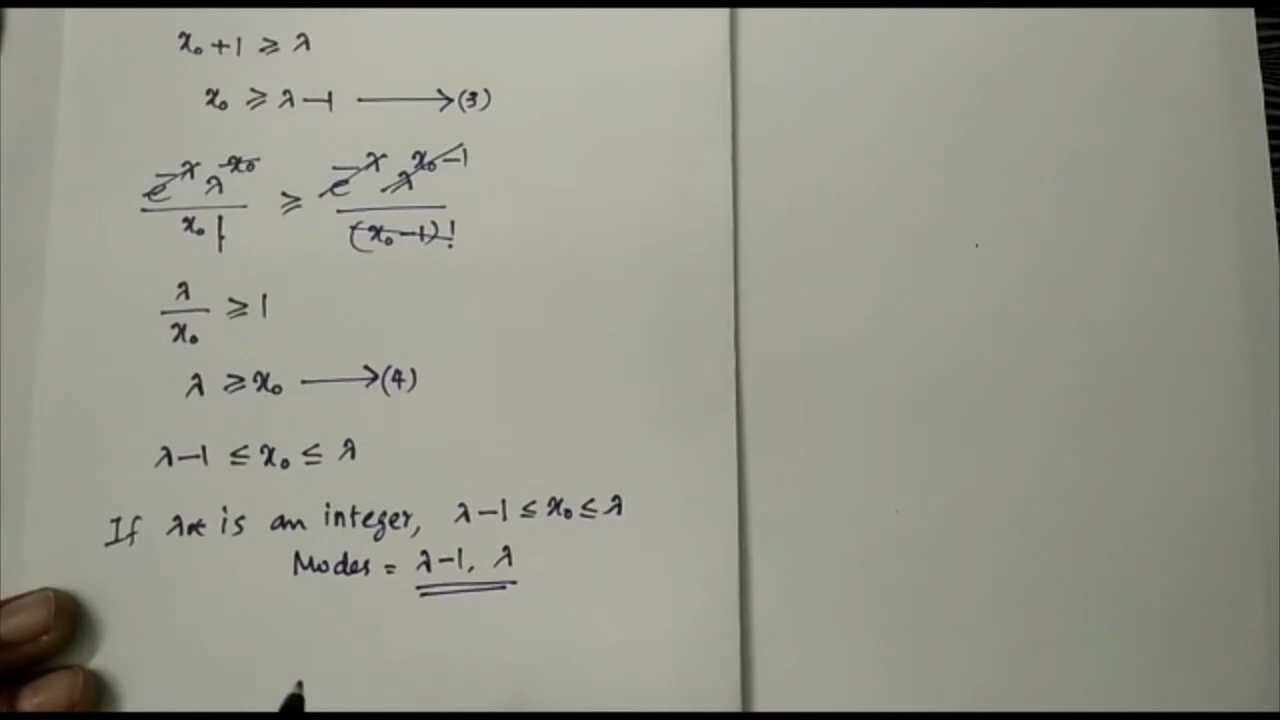 x₀ + 1 ≥ λ
x₀ ≥ λ − 1 ⟶ (3)
e^−λ λ^x₀ / x₀! ≥ e^−λ λ^x₀−1 / (x₀−1)!
λ / x₀ ≥ 1
λ ≥ x₀ ⟶ (4)
λ−1 ≤ x₀ ≤ λ
If λ is an integer, λ−1 ≤ x₀ ≤ λ
Modes = λ−1, λ